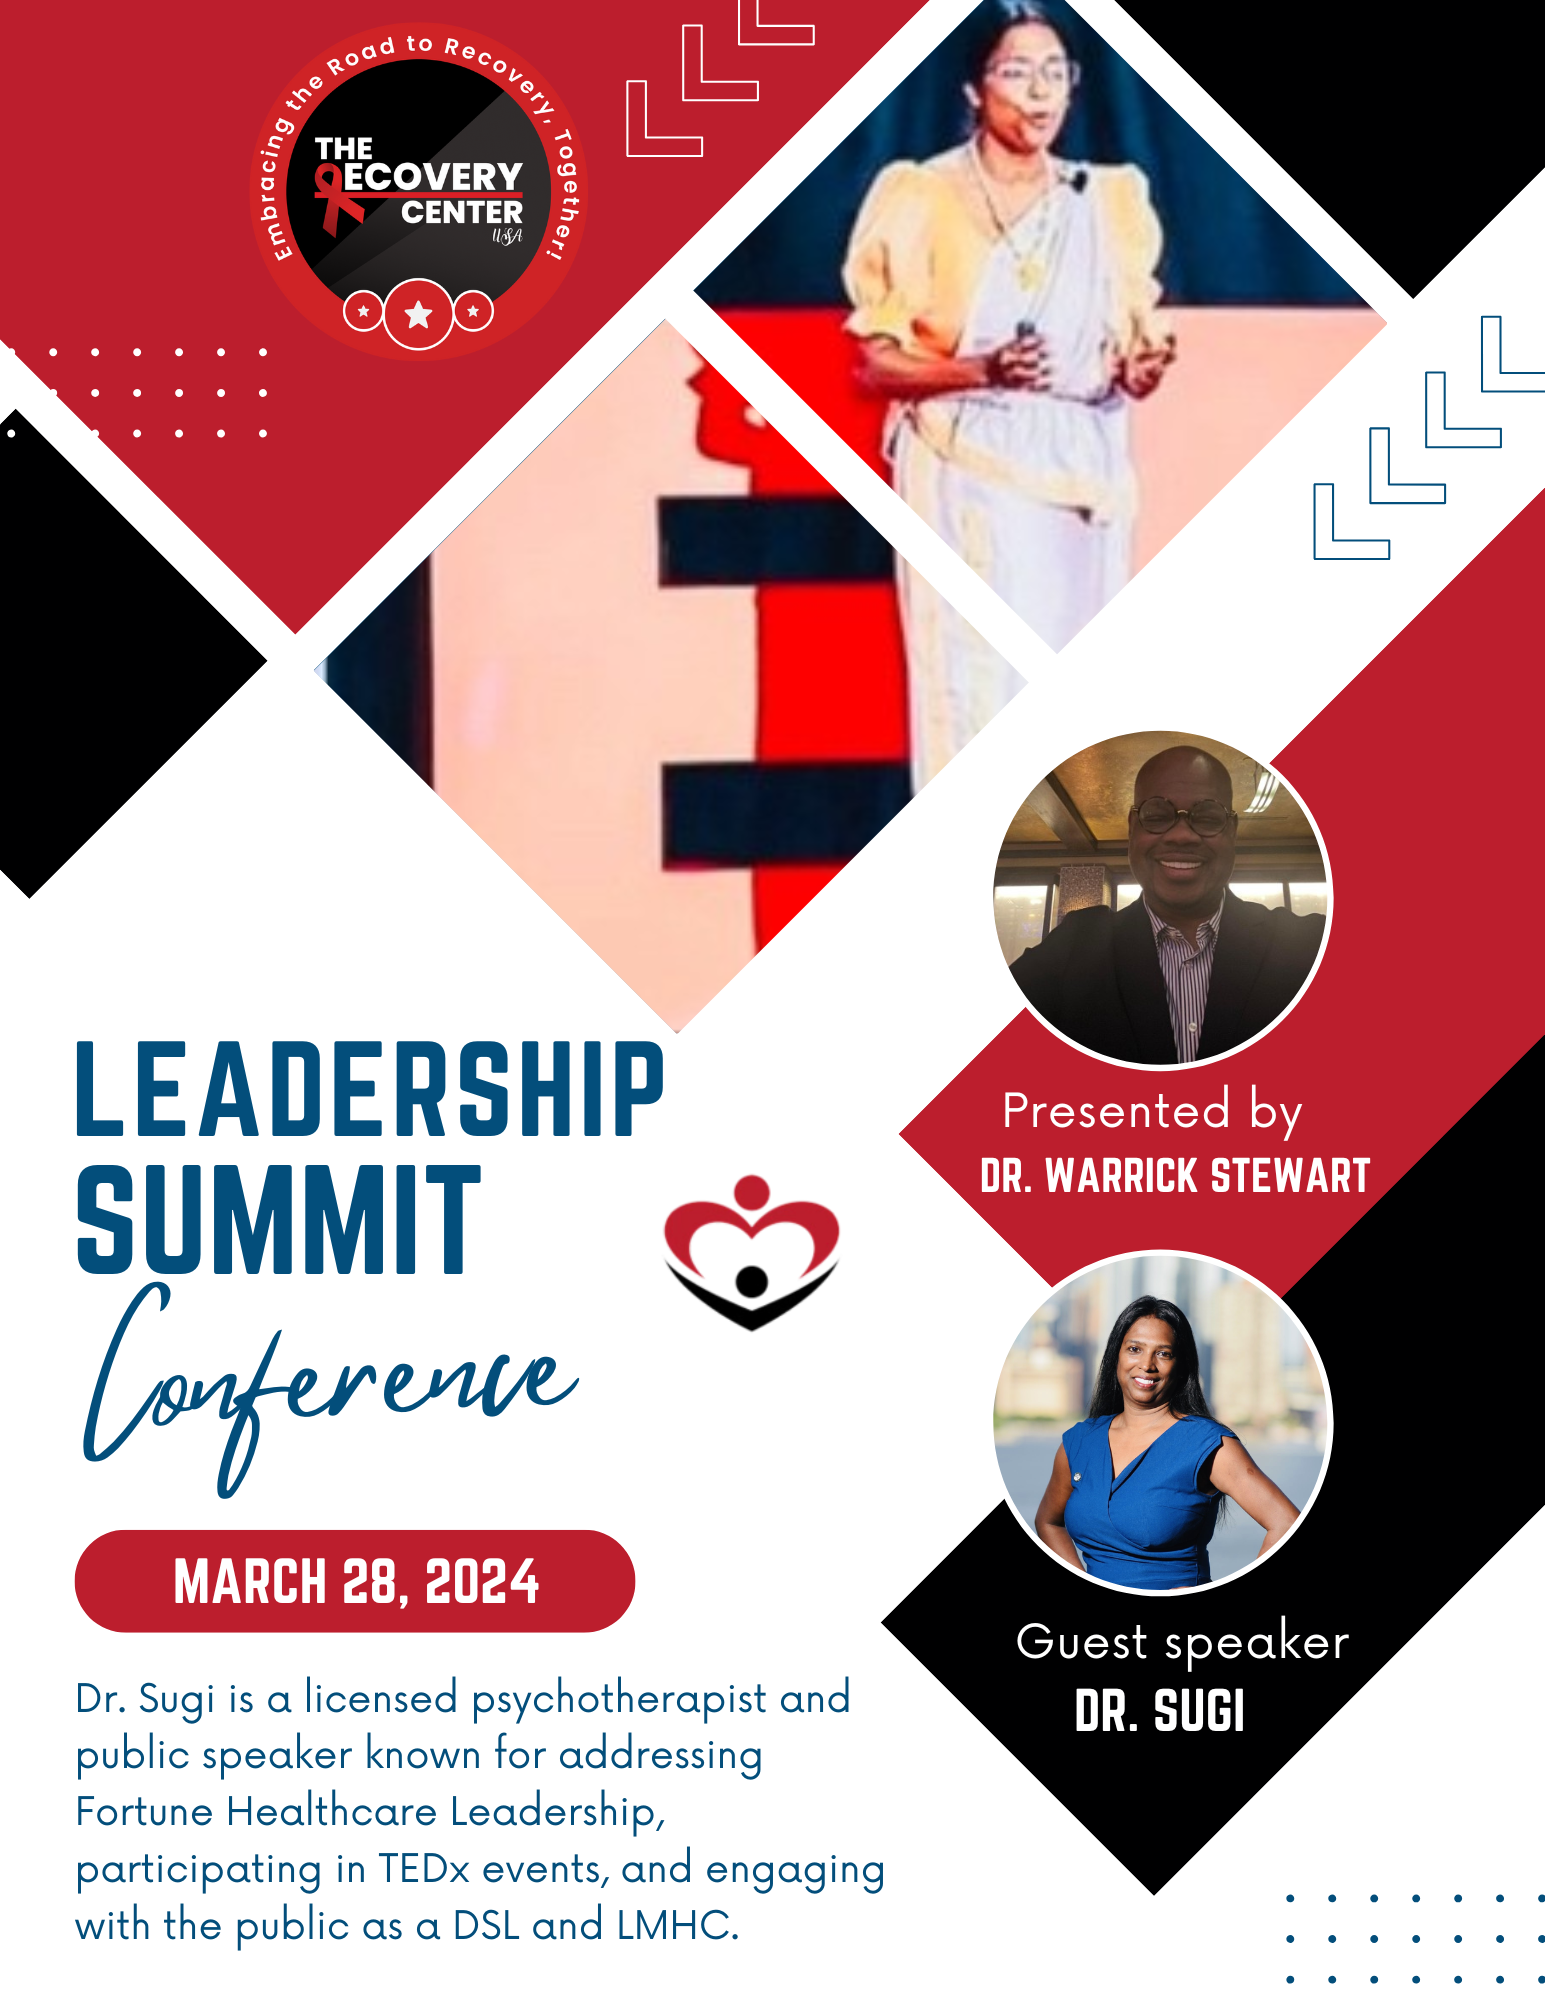 Embracing the Road to Recovery, Together!
THE
RECOVERY
CENTER
USA
LEADERSHIP
SUMMIT
Conference
MARCH 28, 2024
Dr. Sugi is a licensed psychotherapist and
public speaker known for addressing
Fortune Healthcare Leadership,
participating in TEDx events, and engaging
with the public as a DSL and LMHC.
Presented by
DR. WARRICK STEWART
Guest speaker
DR. SUGI